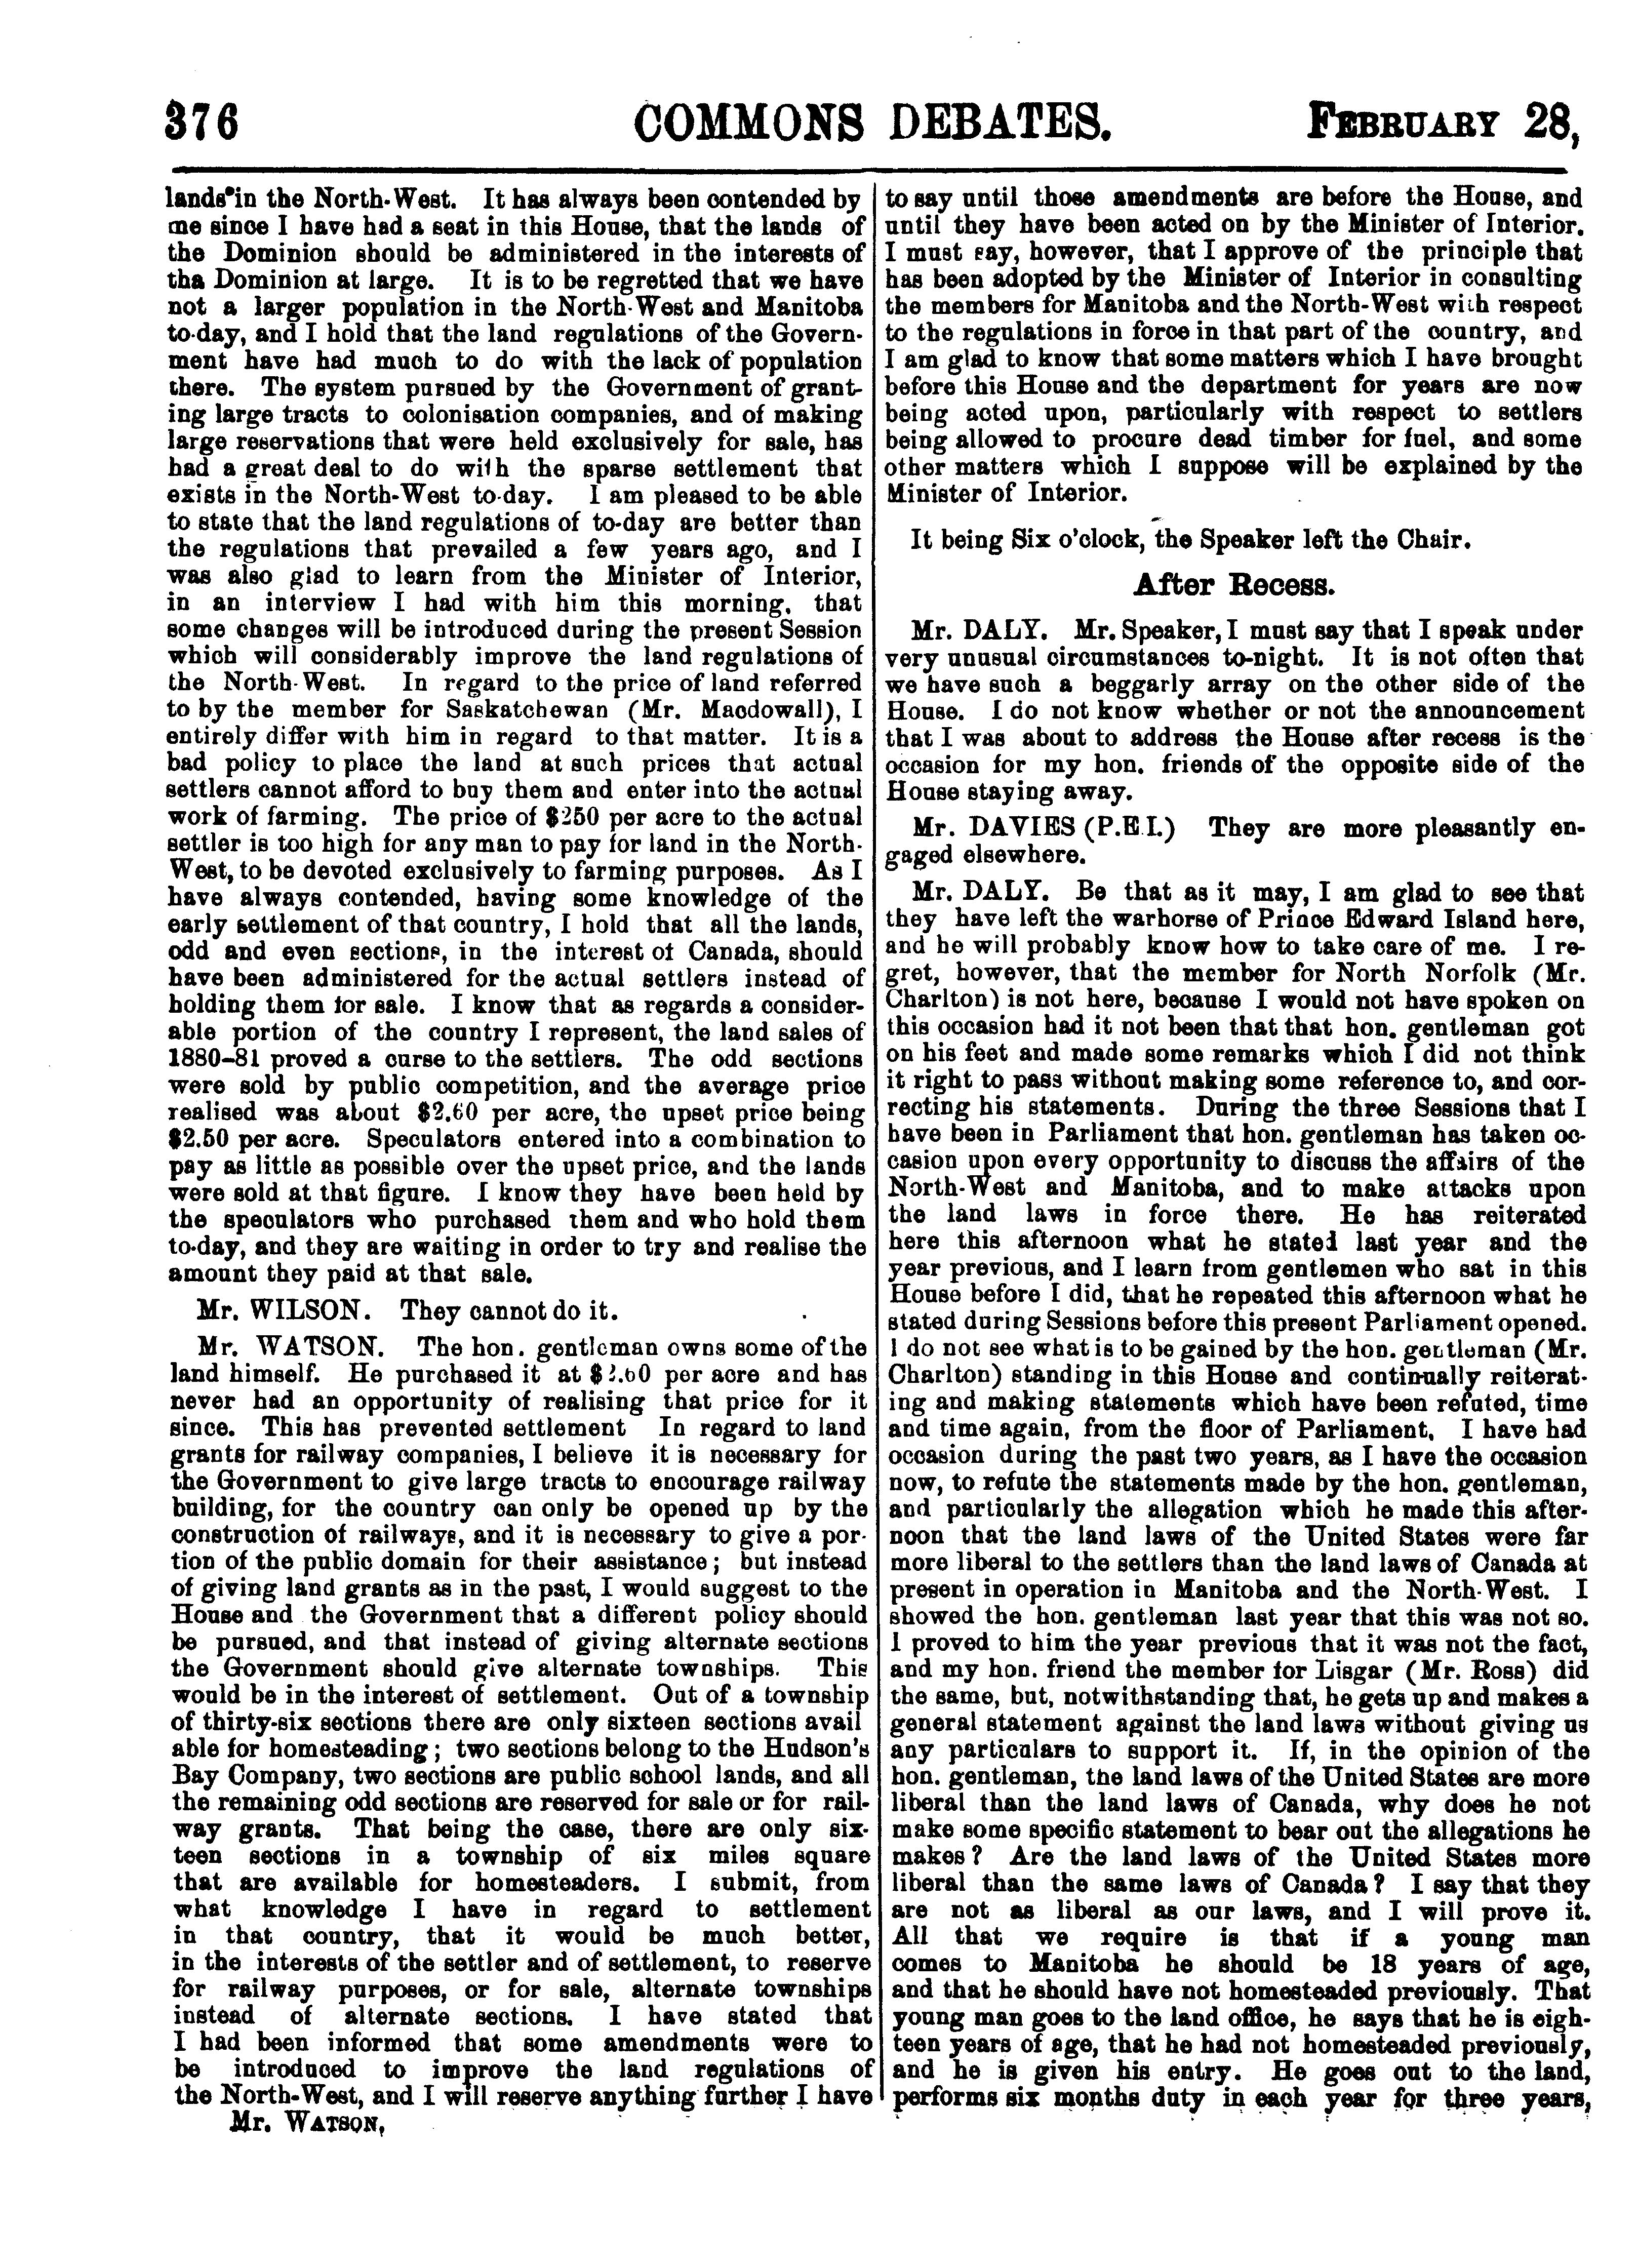 376 COMMONS DEBATES. FEBRUARY 28,
lands in the North-West. It has always been contended by
me since I have had a seat in this House, that the lands of
the Dominion should be administered in the interests of
tha Dominion at large. It is to be regretted that we have
not a larger population in the North-West and Manitoba
to-day, and I hold that the land regulations of the Govern-
ment have had much to do with the lack of population
there. The system pursued by the Government of grant-
ing large tracts to colonisation companies, and of making
large reservations that were held exclusively for sale, has
had a great deal to do with the sparse settlement that
exists in the North-West to-day. I am pleased to be able
to state that the land regulations of to-day are better than
the regulations that prevailed a few years ago, and I
was also glad to learn from the Minister of Interior,
in an interview I had with him this morning, that
some changes will be introduced during the present Session
which will considerably improve the land regulations of
the North-West. In regard to the price of land referred
to by the member for Saskatchewan (Mr. Macdowall), I
entirely differ with him in regard to that matter. It is a
bad policy to place the land at such prices that actual
settlers cannot afford to buy them and enter into the actual
work of farming. The price of $250 per acre to the actual
settler is too high for any man to pay for land in the North-
West, to be devoted exclusively to farming purposes. As I
have always contended, having some knowledge of the
early settlement of that country, I hold that all the lands,
odd and even sections, in the interest of Canada, should
have been administered for the actual settlers instead of
holding them for sale. I know that as regards a consider-
able portion of the country I represent, the land sales of
1880-81 proved a curse to the settlers. The odd sections
were sold by public competition, and the average price
realised was about $2.60 per acre, the upset price being
$2.50 per acre. Speculators entered into a combination to
pay as little as possible over the upset price, and the lands
were sold at that figure. I know they have been held by
the speculators who purchased them and who hold them
to-day, and they are waiting in order to try and realise the
amount they paid at that sale.
Mr. WILSON. They cannot do it.
Mr. WATSON. The hon. gentleman owns some of the
land himself. He purchased it at $2.60 per acre and has
never had an opportunity of realising that price for it
since. This has prevented settlement In regard to land
grants for railway companies, I believe it is necessary for
the Government to give large tracts to encourage railway
building, for the country can only be opened up by the
construction of railways, and it is necessary to give a por-
tion of the public domain for their assistance; but instead
of giving land grants as in the past, I would suggest to the
House and the Government that a different policy should
be pursued, and that instead of giving alternate sections
the Government should give alternate townships. This
would be in the interest of settlement. Out of a township
of thirty-six sections there are only sixteen sections avail
able for homesteading; two sections belong to the Hudson's
Bay Company, two sections are public school lands, and all
the remaining odd sections are reserved for sale or for rail-
way grants. That being the case, there are only six-
teen sections in a township of six miles square
that are available for homesteaders. I submit, from
what knowledge I have in regard to settlement
in that country, that it would be much better,
in the interests of the settler and of settlement, to reserve
for railway purposes, or for sale, alternate townships
instead of alternate sections. I have stated that
I had been informed that some amendments were to
be introduced to improve the land regulations of
the North-West, and I will reserve anything further I have
Mr. WATSON,
to say until those amendments are before the House, and
until they have been acted on by the Minister of Interior.
I must say, however, that I approve of the principle that
has been adopted by the Minister of Interior in consulting
the members for Manitoba and the North-West with respect
to the regulations in force in that part of the country, and
I am glad to know that some matters which I have brought
before this House and the department for years are now
being acted upon, particularly with respect to settlers
being allowed to procure dead timber for fuel, and some
other matters which I suppose will be explained by the
Minister of Interior.
It being Six o'clock, the Speaker left the Chair.
After Recess.
Mr. DALY. Mr. Speaker, I must say that I speak under
very unusual circumstances to-night. It is not often that
we have such a beggarly array on the other side of the
House. I do not know whether or not the announcement
that I was about to address the House after recess is the
occasion for my hon. friends of the opposite side of the
House staying away.
Mr. DAVIES (P.E.I.) They are more pleasantly en-
gaged elsewhere.
Mr. DALY. Be that as it may, I am glad to see that
they have left the warhorse of Prince Edward Island here,
and he will probably know how to take care of me. I re-
gret, however, that the member for North Norfolk (Mr.
Charlton) is not here, because I would not have spoken on
this occasion had it not been that that hon. gentleman got
on his feet and made some remarks which I did not think
it right to pass without making some reference to, and cor-
recting his statements. During the three Sessions that I
have been in Parliament that hon. gentleman has taken oc-
casion upon every opportunity to discuss the affairs of the
North-West and Manitoba, and to make attacks upon
the land laws in force there. He has reiterated
here this afternoon what he stated last year and the
year previous, and I learn from gentlemen who sat in this
House before I did, that he repeated this afternoon what he
stated during Sessions before this present Parliament opened.
I do not see what is to be gained by the hon. gentleman (Mr.
Charlton) standing in this House and continually reiterat-
ing and making statements which have been refuted, time
and time again, from the floor of Parliament. I have had
occasion during the past two years, as I have the occasion
now, to refute the statements made by the hon. gentleman,
and particularly the allegation which he made this after-
noon that the land laws of the United States were far
more liberal to the settlers than the land laws of Canada at
present in operation in Manitoba and the North-West. I
showed the hon. gentleman last year that this was not so.
I proved to him the year previous that it was not the fact,
and my hon. friend the member for Lisgar (Mr. Ross) did
the same, but, notwithstanding that, he gets up and makes a
general statement against the land laws without giving us
any particulars to support it. If, in the opinion of the
hon. gentleman, the land laws of the United States are more
liberal than the land laws of Canada, why does he not
make some specific statement to bear out the allegations he
makes? Are the land laws of the United States more
liberal than the same laws of Canada? I say that they
are not as liberal as our laws, and I will prove it.
All that we require is that if a young man
comes to Manitoba he should be 18 years of age,
and that he should have not homesteaded previously. That
young man goes to the land office, he says that he is eigh-
teen years of age, that he had not homesteaded previously,
and he is given his entry. He goes out to the land,
performs six months duty in each year for three years,